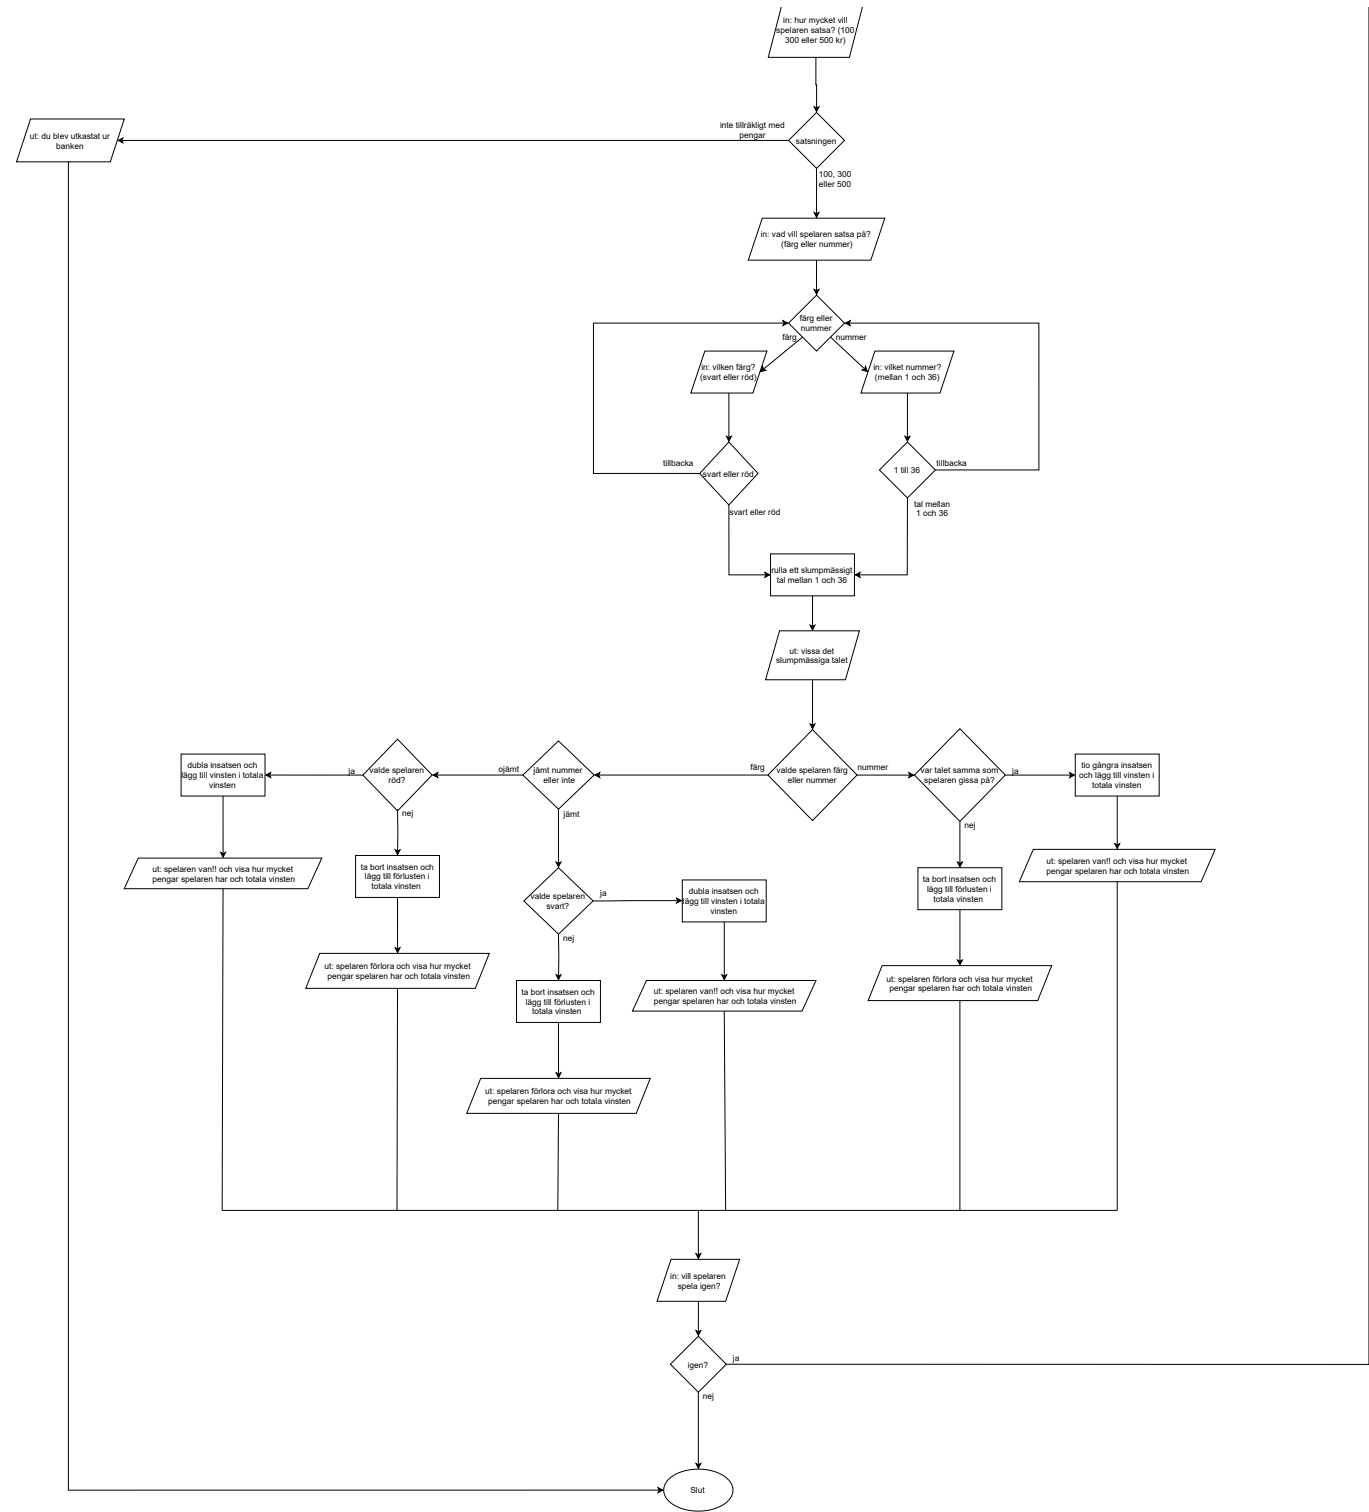 in: hur mycket vill
spelaren satsa? (100
300 eller 500 kr)
ut: du blev utkastat ur
banken
inte tillräkligt med
pengar
satsningen
100, 300
eller 500
in: vad vill spelaren satsa på?
(färg eller nummer)
färg eller
nummer
färg
nummer
in: vilken färg?
(svart eller röd)
in: vilket nummer?
(mellan 1 och 36)
tillbacka
svart eller röd
1 till 36
tillbacka
svart eller röd
tal mellan
1 och 36
rulla ett slumpmässigt
tal mellan 1 och 36
ut: vissa det
slumpmässiga talet
dubla insatsen och
lägg till vinsten i totala
vinsten
ja
valde spelaren
röd?
ojämt
jämt nummer
eller inte
färg
valde spelaren färg
eller nummer
nummer
var talet samma som
spelaren gissa på?
ja
tio gångra insatsen
och lägg till vinsten i
totala vinsten
nej
jämt
nej
ut: spelaren van!! och visa hur mycket
pengar spelaren har och totala vinsten
ta bort insatsen och
lägg till förlusten i
totala vinsten
valde spelaren
svart?
ja
dubla insatsen och
lägg till vinsten i totala
vinsten
ta bort insatsen och
lägg till förlusten i
totala vinsten
ut: spelaren van!! och visa hur mycket
pengar spelaren har och totala vinsten
nej
ut: spelaren förlora och visa hur mycket
pengar spelaren har och totala vinsten
ta bort insatsen och
lägg till förlusten i
totala vinsten
ut: spelaren van!! och visa hur mycket
pengar spelaren har och totala vinsten
ut: spelaren förlora och visa hur mycket
pengar spelaren har och totala vinsten
ut: spelaren förlora och visa hur mycket
pengar spelaren har och totala vinsten
in: vill spelaren
spela igen?
igen?
ja
nej
Slut